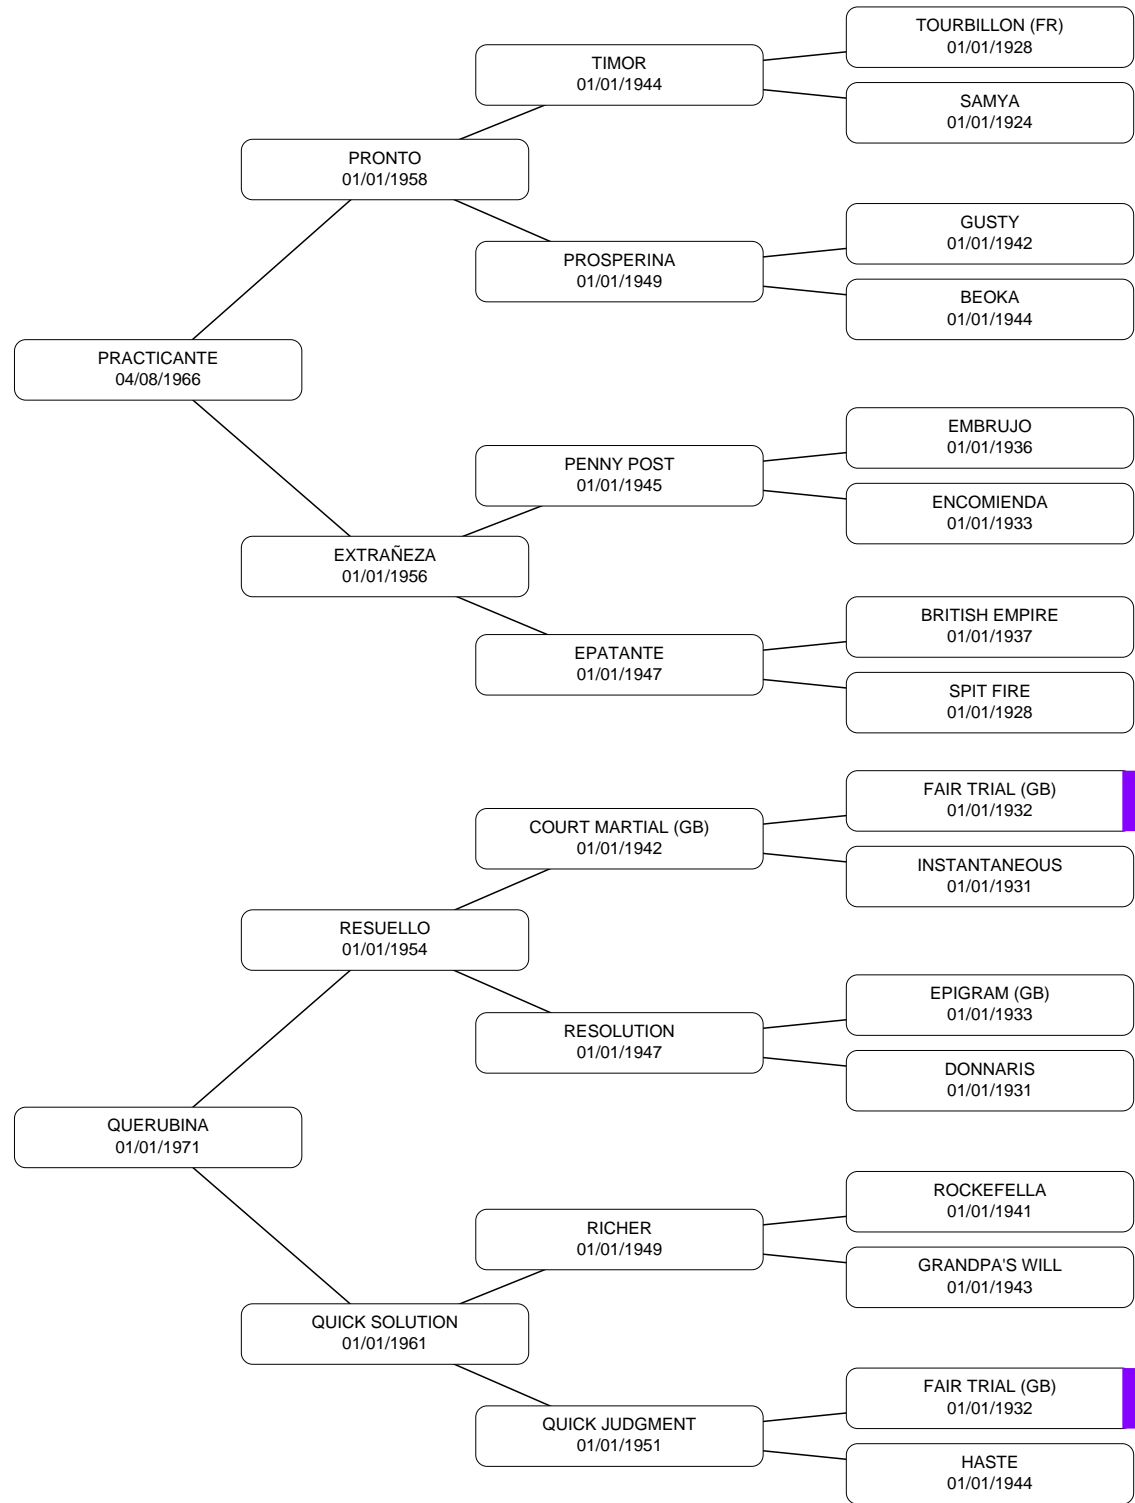 TOURBILLON (FR)
01/01/1928
TIMOR
01/01/1944
SAMYA
01/01/1924
PRONTO
01/01/1958
GUSTY
01/01/1942
PROSPERINA
01/01/1949
BEOKA
01/01/1944
PRACTICANTE
04/08/1966
EMBRUJO
01/01/1936
PENNY POST
01/01/1945
ENCOMIENDA
01/01/1933
EXTRAÑEZA
01/01/1956
BRITISH EMPIRE
01/01/1937
EPATANTE
01/01/1947
SPIT FIRE
01/01/1928
FAIR TRIAL (GB)
01/01/1932
COURT MARTIAL (GB)
01/01/1942
INSTANTANEOUS
01/01/1931
RESUELLO
01/01/1954
EPIGRAM (GB)
01/01/1933
RESOLUTION
01/01/1947
DONNARIS
01/01/1931
QUERUBINA
01/01/1971
ROCKEFELLA
01/01/1941
RICHER
01/01/1949
GRANDPA'S WILL
01/01/1943
QUICK SOLUTION
01/01/1961
FAIR TRIAL (GB)
01/01/1932
QUICK JUDGMENT
01/01/1951
HASTE
01/01/1944